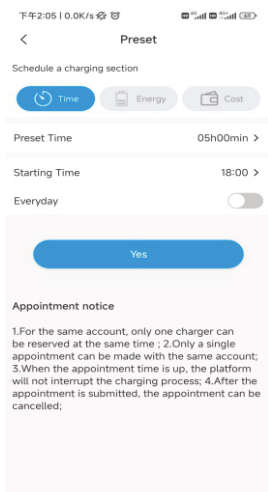 下午2:05 | 0.0K/s
Preset
Schedule a charging section
Time Energy Cost
Preset Time 05h00min >
Starting Time 18:00 >
Everyday
Yes
Appointment notice
1.For the same account, only one charger can
be reserved at the same time ; 2.Only a single
appointment can be made with the same account;
3.When the appointment time is up, the platform
will not interrupt the charging process; 4.After the
appointment is submitted, the appointment can be
cancelled;